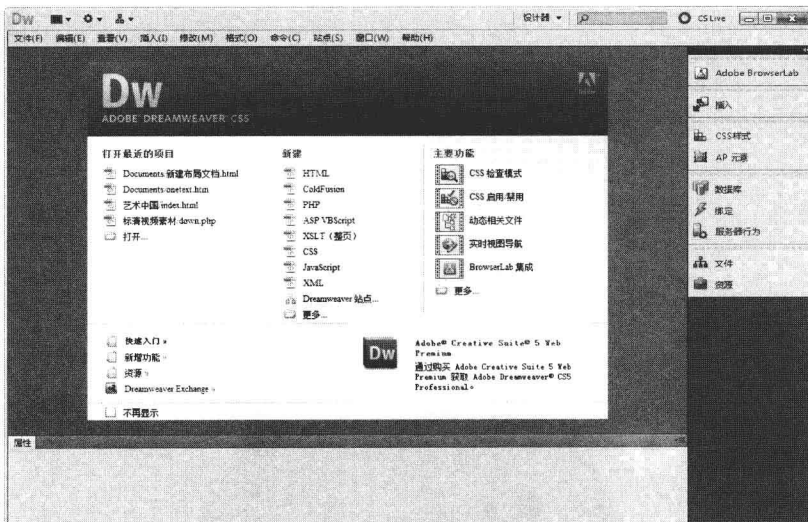 Dw
设计器
CS Live
文件(F) 编辑(E) 查看(V) 插入(I) 修改(M) 格式(O) 命令(C) 站点(S) 窗口(W) 帮助(H)
Dw
ADOBE DREAMWEAVER CS5
打开最近的项目
Documents/新建布局文档.html
Documents/onetext.htm
艺术中国/index.html
标清视频素材/down.php
打开...
新建
HTML
ColdFusion
PHP
ASP VBScript
XSLT（整页）
CSS
JavaScript
XML
Dreamweaver 站点...
更多...
主要功能
CSS 检查模式
CSS 启用/禁用
动态相关文件
实时视图导航
BrowserLab 集成
更多...
快速入门 »
新增功能 »
资源 »
Dreamweaver Exchange »
Dw
Adobe® Creative Suite® 5 Web
Premium
通过购买 Adobe Creative Suite 5 Web
Premium 获取 Adobe Dreamweaver® CS5
Professional。
不再显示
属性
Adobe BrowserLab
插入
CSS样式
AP 元素
数据库
绑定
服务器行为
文件
资源